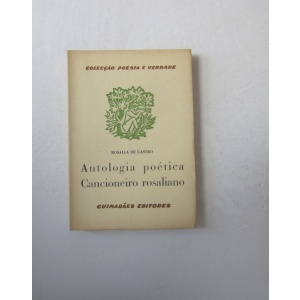 COLECÇÃO POESIA E VERDADE
ROSALIA DE CASTRO
Antologia poética
Cancioneiro rosaliano
GUIMARÃES EDITORES